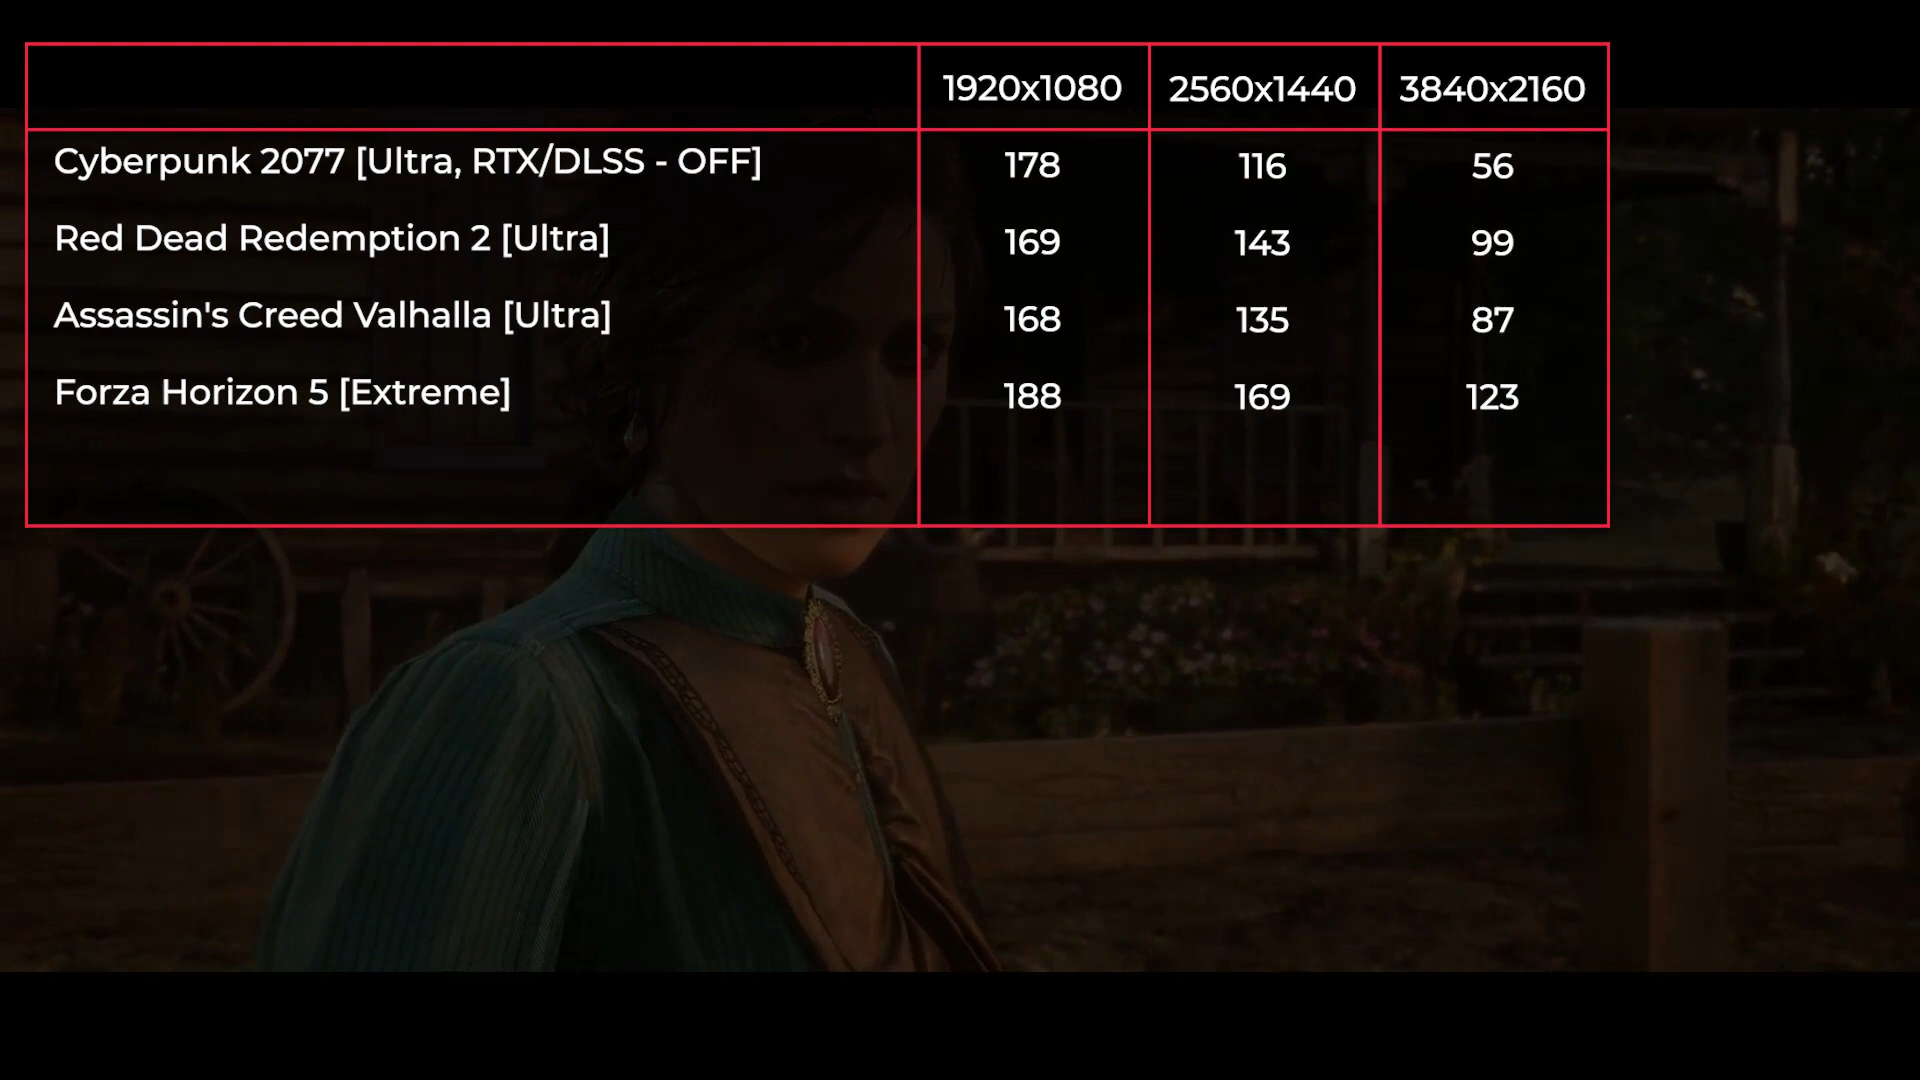 1920x1080 2560x1440 3840x2160
Cyberpunk 2077 [Ultra, RTX/DLSS - OFF] 178 116 56
Red Dead Redemption 2 [Ultra] 169 143 99
Assassin's Creed Valhalla [Ultra] 168 135 87
Forza Horizon 5 [Extreme] 188 169 123